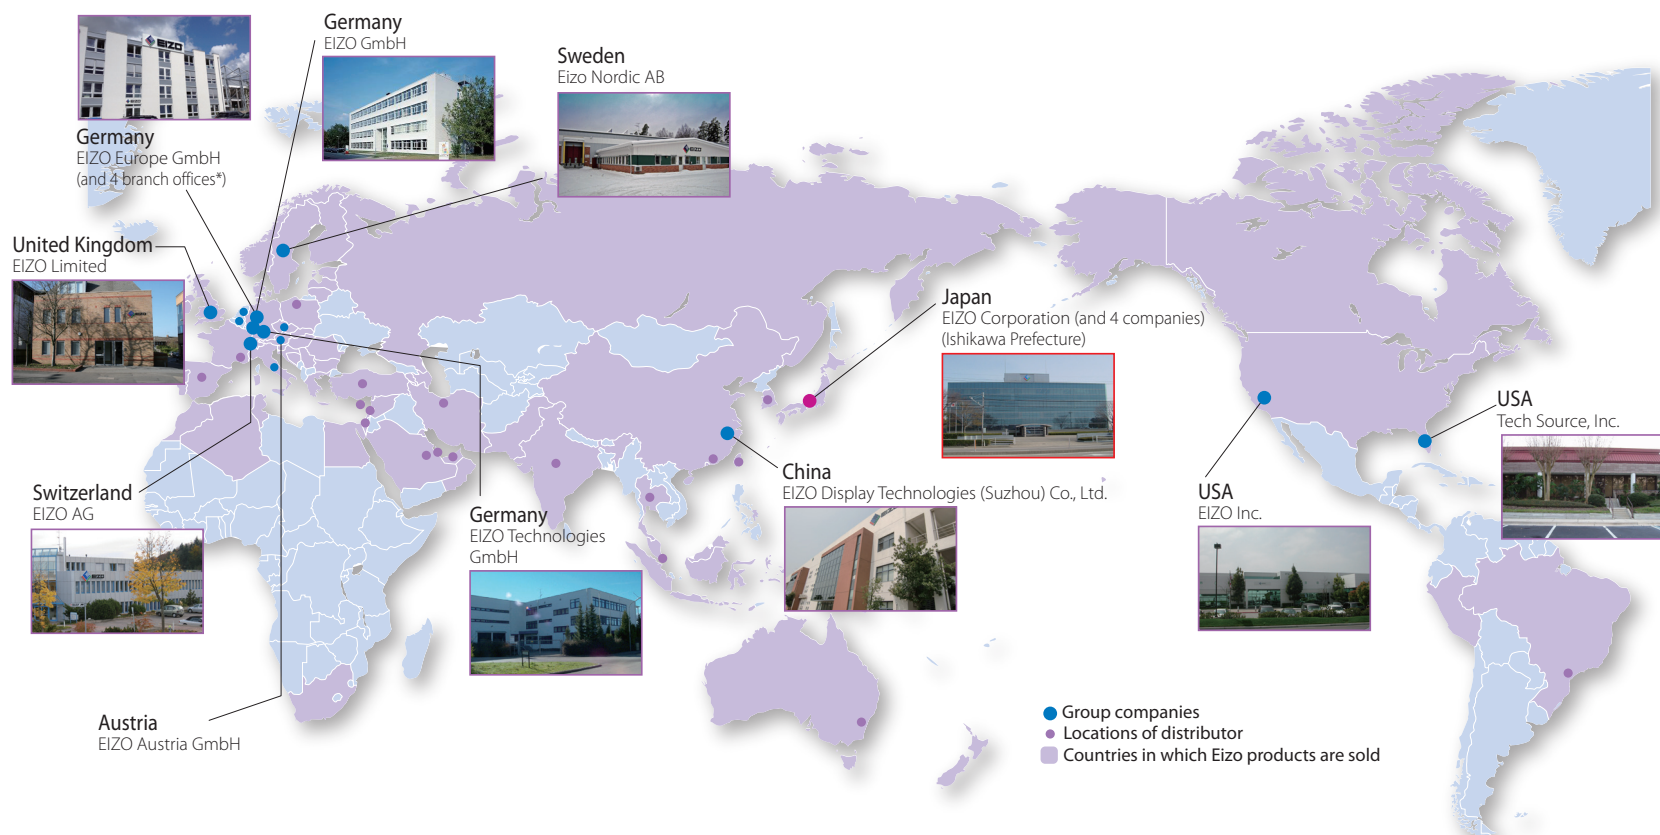 EIZO
Germany
EIZO Europe GmbH
(and 4 branch offices*)
Germany
EIZO GmbH
Sweden
Eizo Nordic AB
EIZO
United Kingdom
EIZO Limited
Japan
EIZO Corporation (and 4 companies)
(Ishikawa Prefecture)
USA
Tech Source, Inc.
China
EIZO Display Technologies (Suzhou) Co., Ltd.
USA
EIZO Inc.
Switzerland
EIZO AG
EIZO
Germany
EIZO Technologies
GmbH
Austria
EIZO Austria GmbH
Group companies
Locations of distributor
Countries in which Eizo products are sold